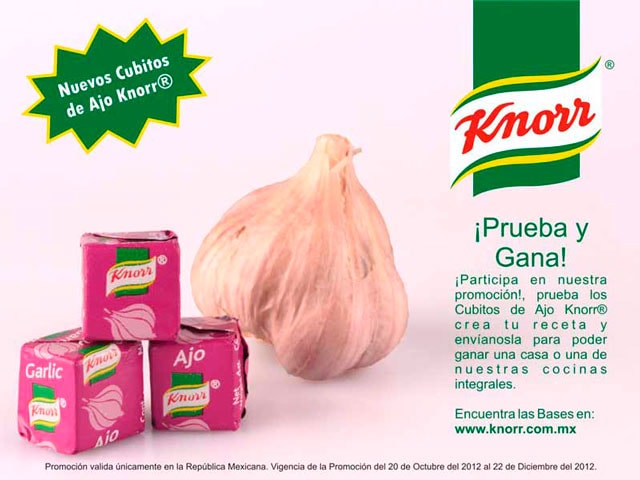 Nuevos Cubitos
de Ajo Knorr®
Knorr®
¡Prueba y
Gana!
¡Participa en nuestra
promoción!, prueba los
Cubitos de Ajo Knorr®
crea tu receta y
envíanosla para poder
ganar una casa o una de
nuestras cocinas
integrales.
Encuentra las Bases en:
www.knorr.com.mx
Knorr
Garlic
Knorr
Knorr
Ajo
Ajo
Knorr
Promoción valida únicamente en la República Mexicana. Vigencia de la Promoción del 20 de Octubre del 2012 al 22 de Diciembre del 2012.